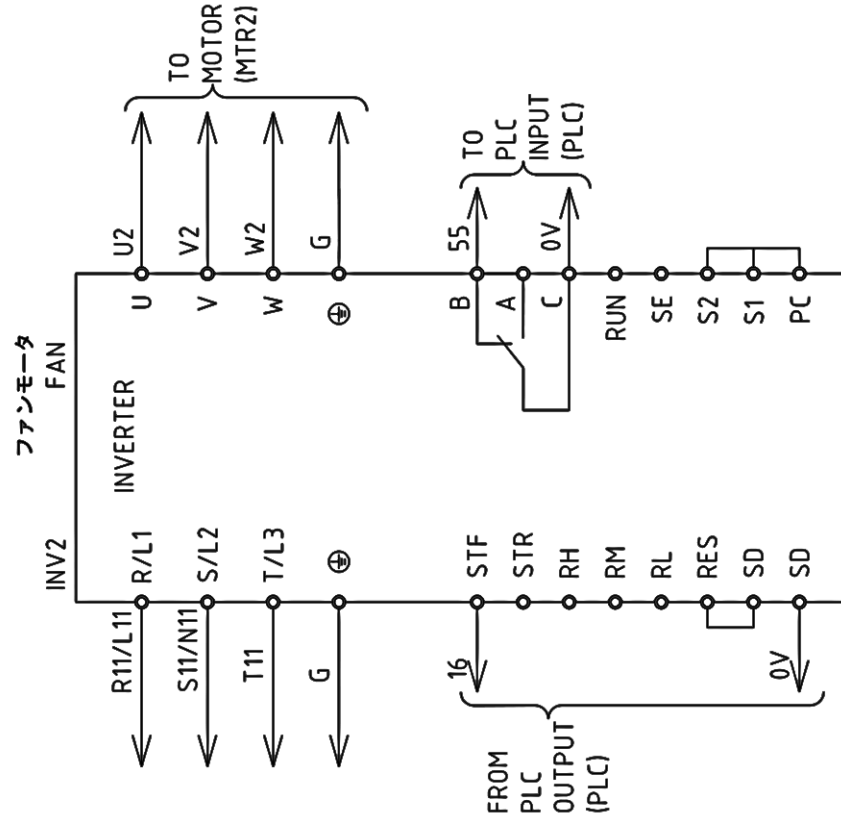 ファンモータ
INV2
FAN
INVERTER
R11/L11
R/L1
U
U2
S11/N11
S/L2
V
V2
T11
T/L3
W
W2
G
G
TO
MOTOR
(MTR2)
16
STF
B
55
STR
A
RH
C
0V
RM
RUN
RL
SE
RES
S2
SD
S1
0V
SD
PC
TO
PLC
INPUT
(PLC)
FROM
PLC
OUTPUT
(PLC)